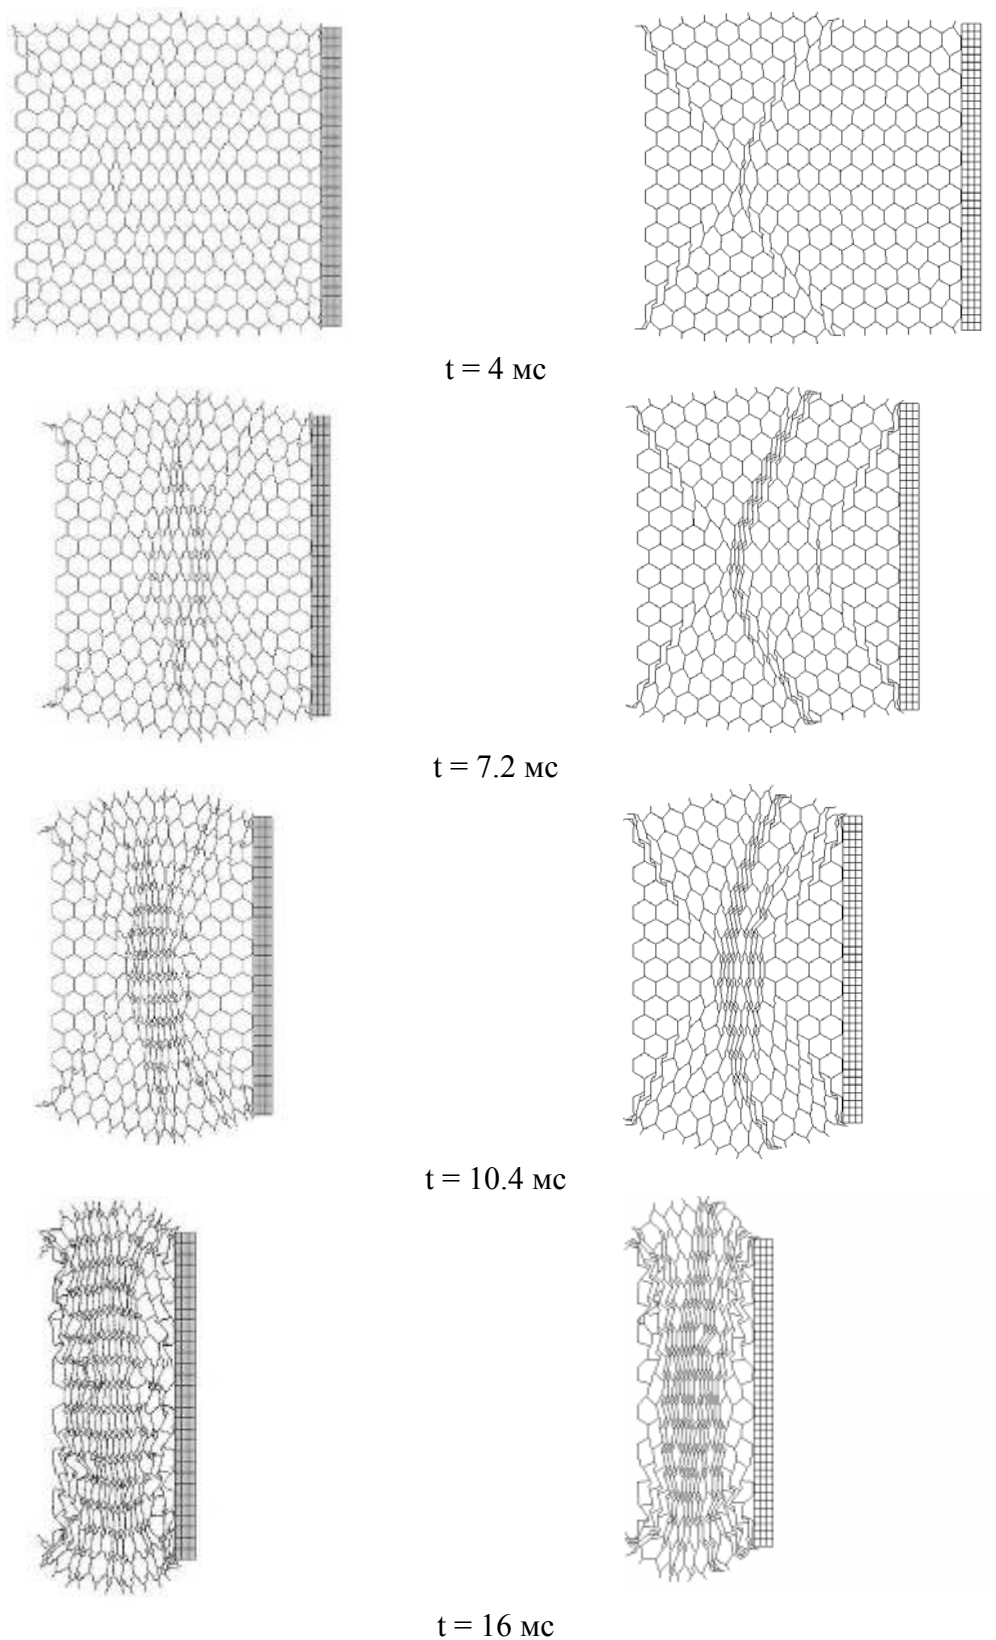 t = 4 мс
t = 7.2 мс
t = 10.4 мс
t = 16 мс